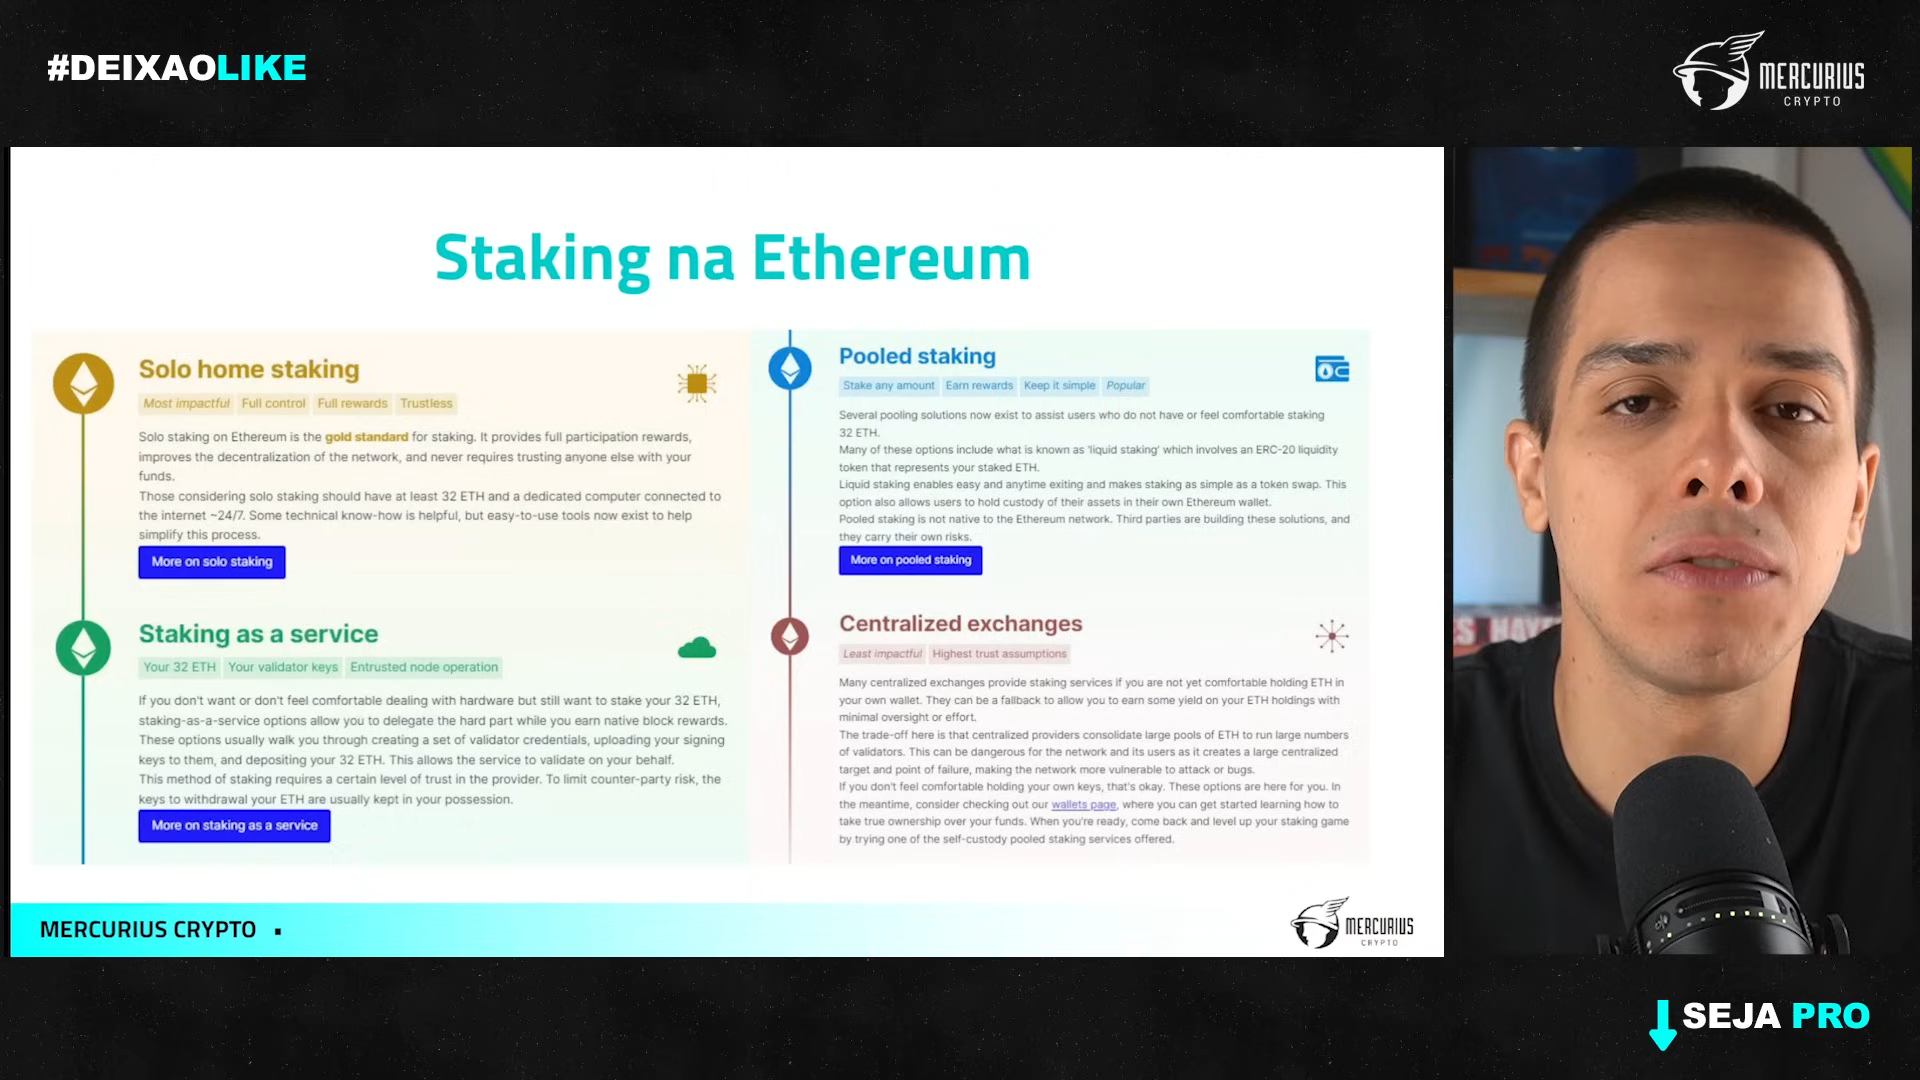 #DEIXAOLIKE
MERCURIUS
CRYPTO
Staking na Ethereum
Solo home staking
Most impactful Full control Full rewards Trustless
Solo staking on Ethereum is the gold standard for staking. It provides full participation rewards,
improves the decentralization of the network, and never requires trusting anyone else with your
funds.
Those considering solo staking should have at least 32 ETH and a dedicated computer connected to
the internet ~24/7. Some technical know-how is helpful, but easy-to-use tools now exist to help
simplify this process.
More on solo staking
Staking as a service
Your 32 ETH Your validator keys Entrusted node operation
If you don't want or don't feel comfortable dealing with hardware but still want to stake your 32 ETH,
staking-as-a-service options allow you to delegate the hard part while you earn native block rewards.
These options usually walk you through creating a set of validator credentials, uploading your signing
keys to them, and depositing your 32 ETH. This allows the service to validate on your behalf.
This method of staking requires a certain level of trust in the provider. To limit counter-party risk, the
keys to withdrawal your ETH are usually kept in your possession.
More on staking as a service
Pooled staking
Stake any amount Earn rewards Keep it simple Popular
Several pooling solutions now exist to assist users who do not have or feel comfortable staking
32 ETH.
Many of these options include what is known as 'liquid staking' which involves an ERC-20 liquidity
token that represents your staked ETH.
Liquid staking enables easy and anytime exiting and makes staking as simple as a token swap. This
option also allows users to hold custody of their assets in their own Ethereum wallet.
Pooled staking is not native to the Ethereum network. Third parties are building these solutions, and
they carry their own risks.
More on pooled staking
Centralized exchanges
Least impactful Highest trust assumptions
Many centralized exchanges provide staking services if you are not yet comfortable holding ETH in
your own wallet. They can be a fallback to allow you to earn some yield on your ETH holdings with
minimal oversight or effort.
The trade-off here is that centralized providers consolidate large pools of ETH to run large numbers
of validators. This can be dangerous for the network and its users as it creates a large centralized
target and point of failure, making the network more vulnerable to attack or bugs.
If you don't feel comfortable holding your own keys, that's okay. These options are here for you. In
the meantime, consider checking out our wallets page, where you can get started learning how to
take true ownership over your funds. When you're ready, come back and level up your staking game
by trying one of the self-custody pooled staking services offered.
MERCURIUS CRYPTO
MERCURIUS
CRYPTO
SEJA PRO